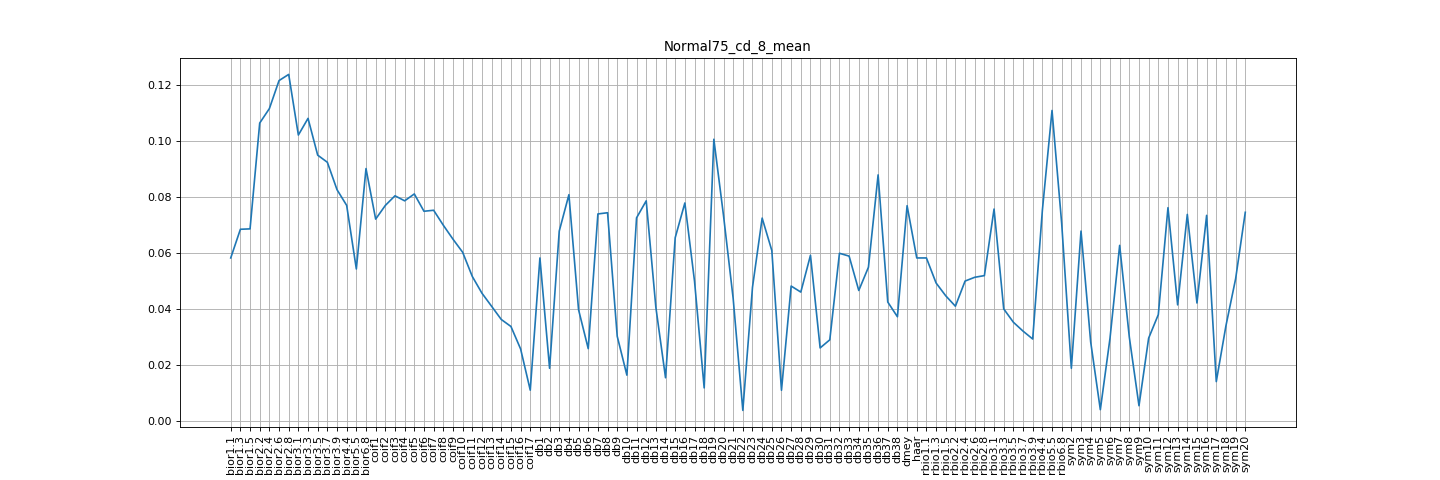 Normal75_cd_8_mean
0.12
0.10
0.08
0.06
0.04
0.02
0.00
bior1.1
bior1.3
bior1.5
bior2.2
bior2.4
bior2.6
bior2.8
bior3.1
bior3.3
bior3.5
bior3.7
bior3.9
bior4.4
bior5.5
bior6.8
coif1
coif2
coif3
coif4
coif5
coif6
coif7
coif8
coif9
coif10
coif11
coif12
coif13
coif14
coif15
coif16
coif17
db1
db2
db3
db4
db5
db6
db7
db8
db9
db10
db11
db12
db13
db14
db15
db16
db17
db18
db19
db20
db21
db22
db23
db24
db25
db26
db27
db28
db29
db30
db31
db32
db33
db34
db35
db36
db37
db38
dmey
haar
rbio1.1
rbio1.3
rbio1.5
rbio2.2
rbio2.4
rbio2.6
rbio2.8
rbio3.1
rbio3.3
rbio3.5
rbio3.7
rbio3.9
rbio4.4
rbio5.5
rbio6.8
sym2
sym3
sym4
sym5
sym6
sym7
sym8
sym9
sym10
sym11
sym12
sym13
sym14
sym15
sym16
sym17
sym18
sym19
sym20